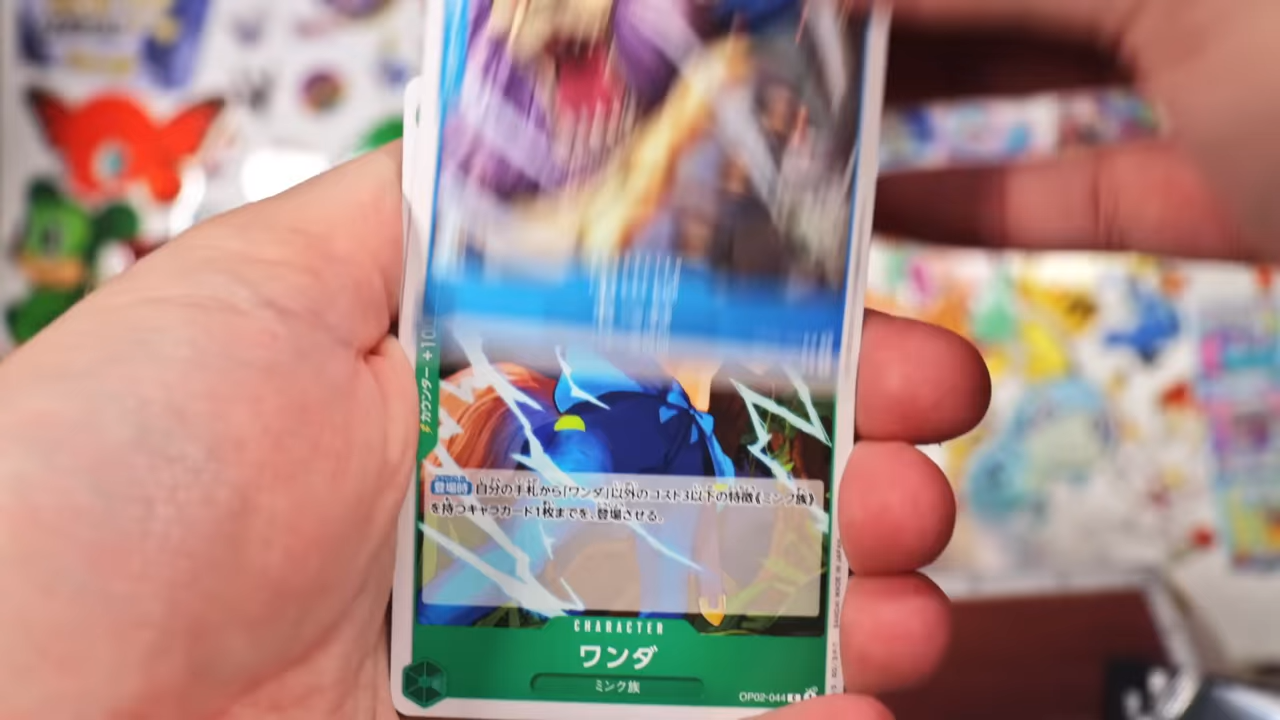 カウンター +10
登場時 自分の手札から「ワンダ」以外のコスト3以下の特徴《ミンク族》
を持つキャラカード1枚までを、登場させる。
CHARACTER
ワンダ
ミンク族
OP02-044 C